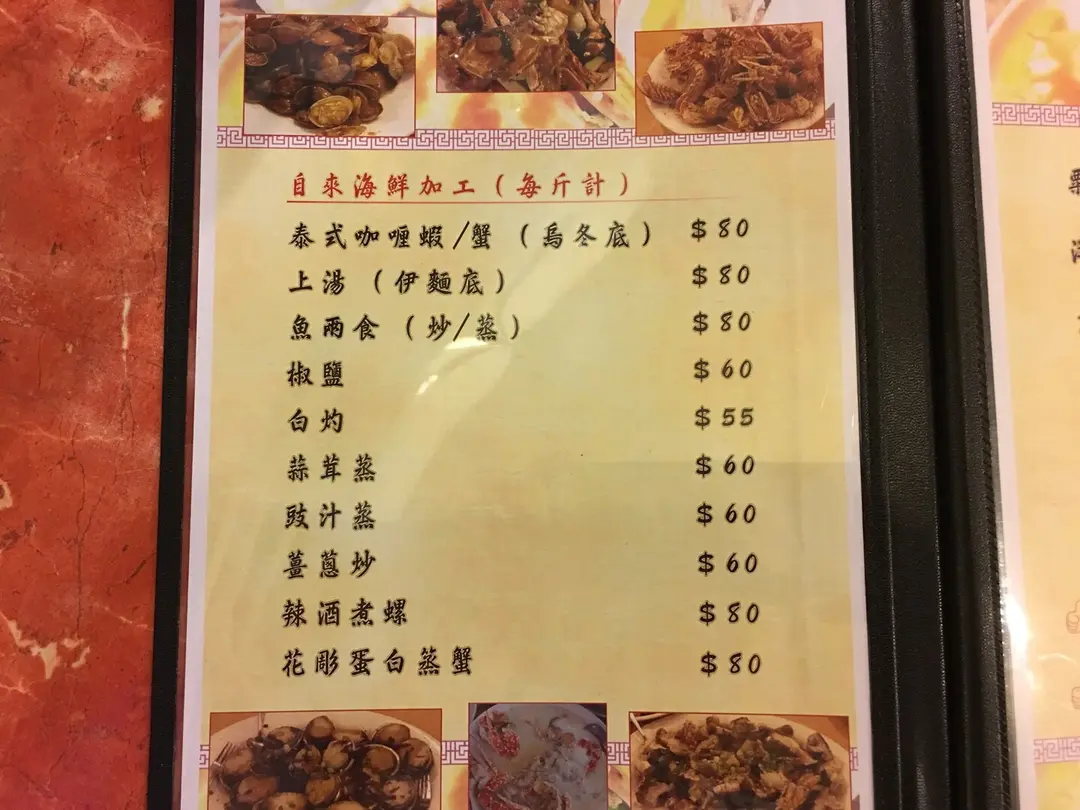 自來海鮮加工（每斤計）
泰式咖喱蝦/蟹（烏冬底） $80
上湯（伊麵底） $80
魚兩食（炒/蒸） $80
椒鹽 $60
白灼 $55
蒜茸蒸 $60
豉汁蒸 $60
薑蔥炒 $60
辣酒煮螺 $80
花彫蛋白蒸蟹 $80